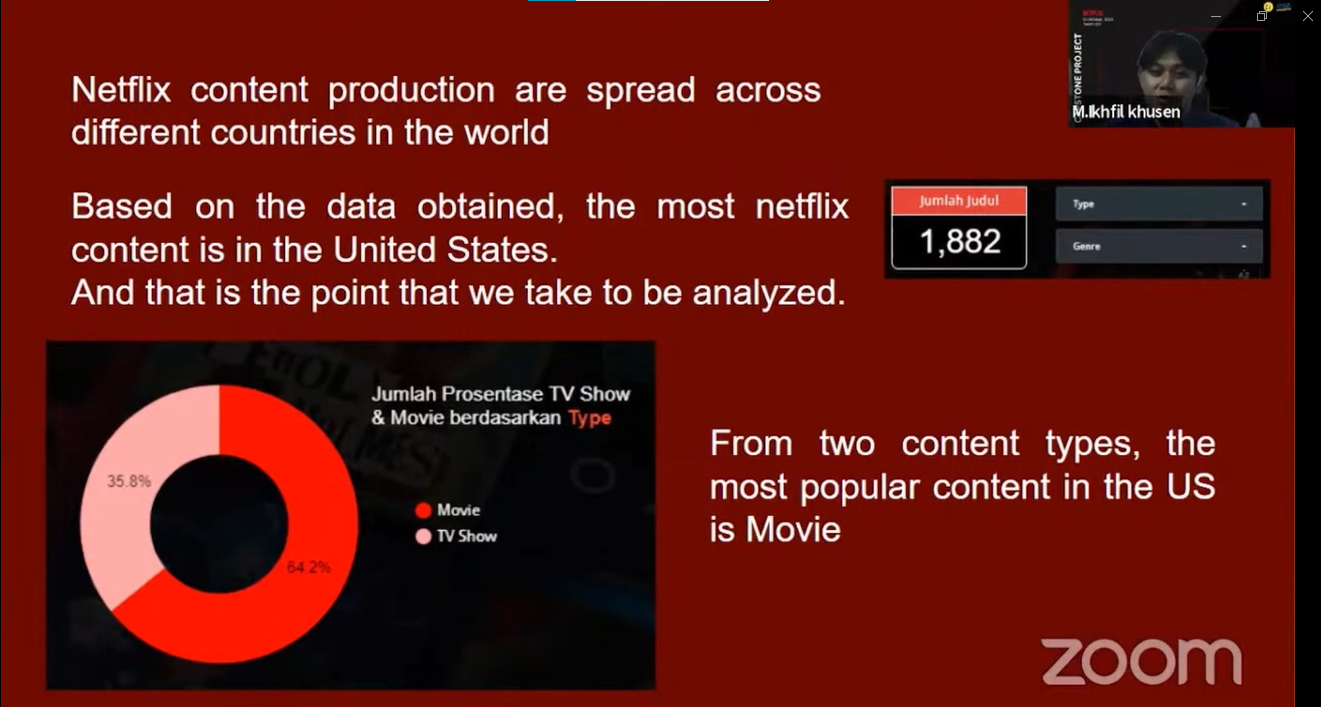 Netflix content production are spread across
different countries in the world
Based on the data obtained, the most netflix
content is in the United States.
And that is the point that we take to be analyzed.
STONE PROJECT
M.Ikhfil khusen
Jumlah Judul
1,882
Type
Genre
Jumlah Prosentase TV Show
& Movie berdasarkan Type
35.8%
64.2%
Movie
TV Show
From two content types, the
most popular content in the US
is Movie
zoom